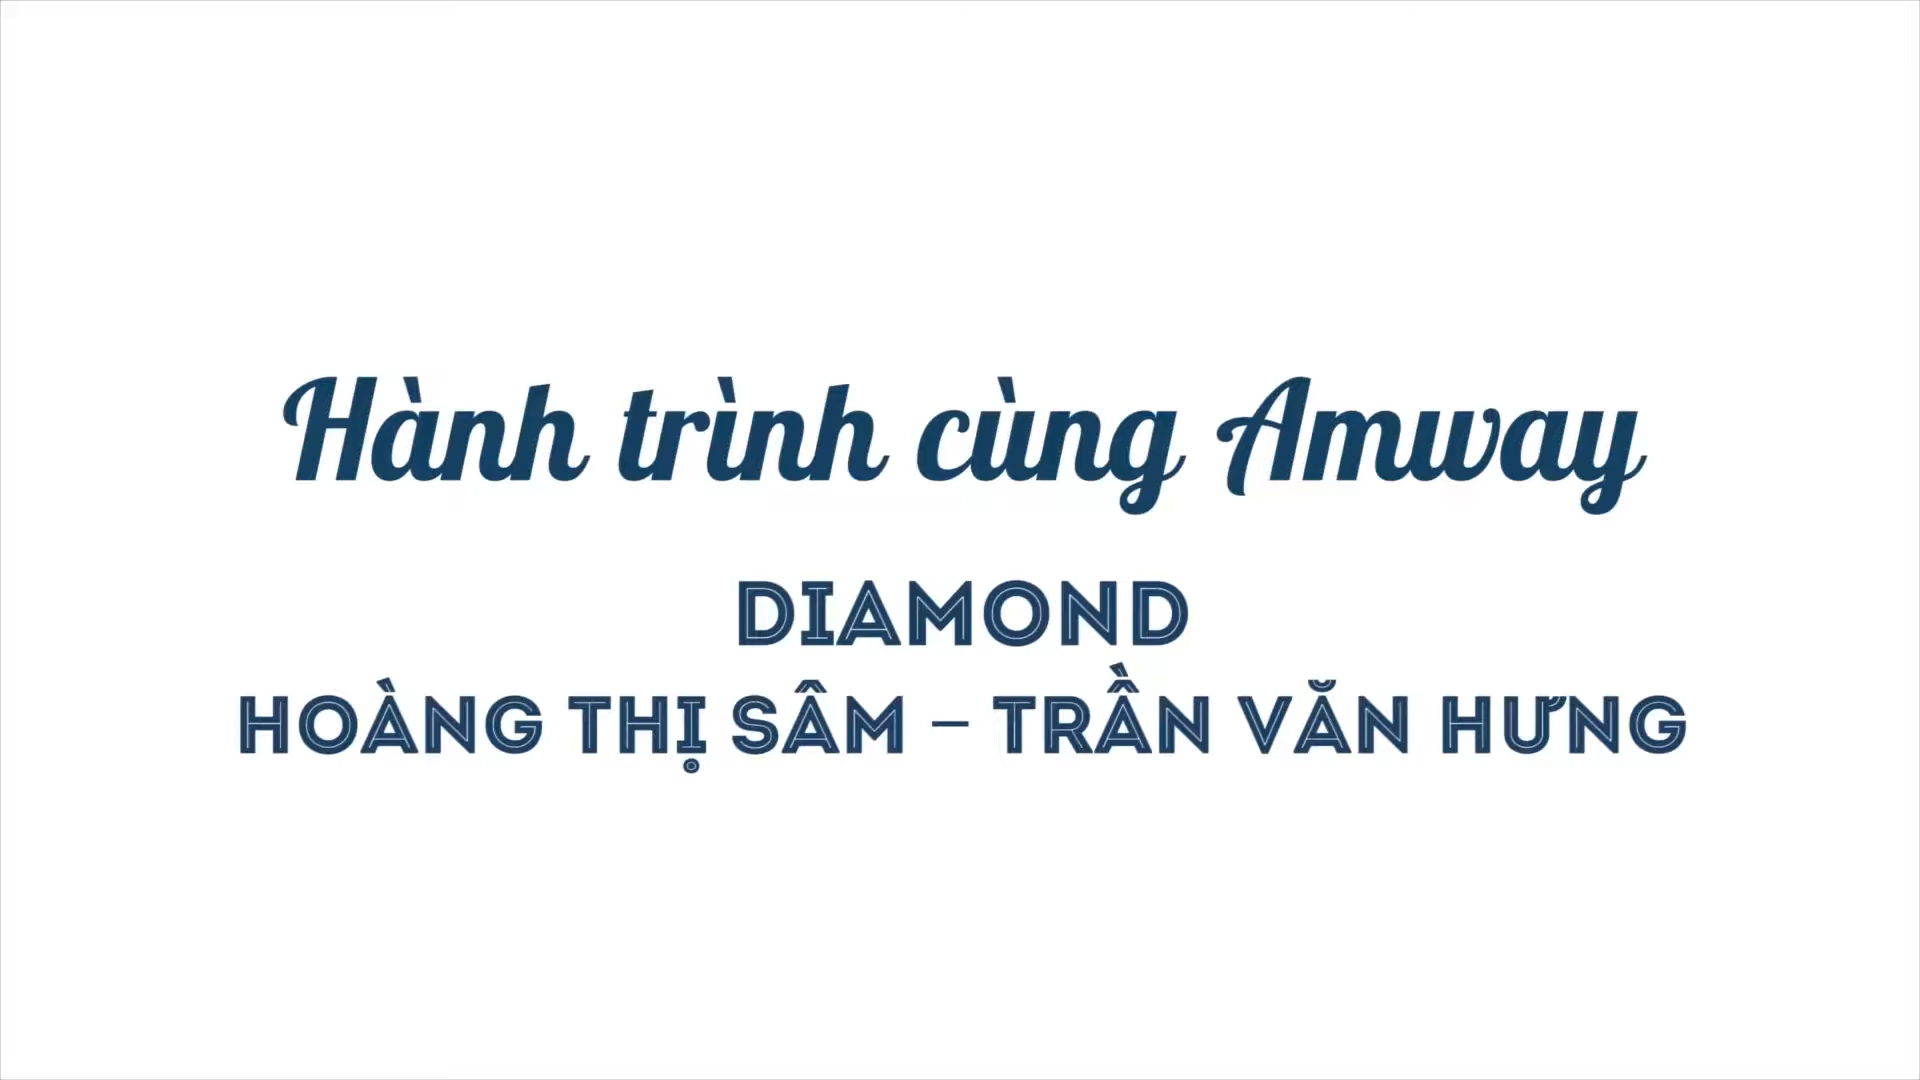 Hành trình cùng Amway
DIAMOND
HOÀNG THỊ SÂM – TRẦN VĂN HƯNG